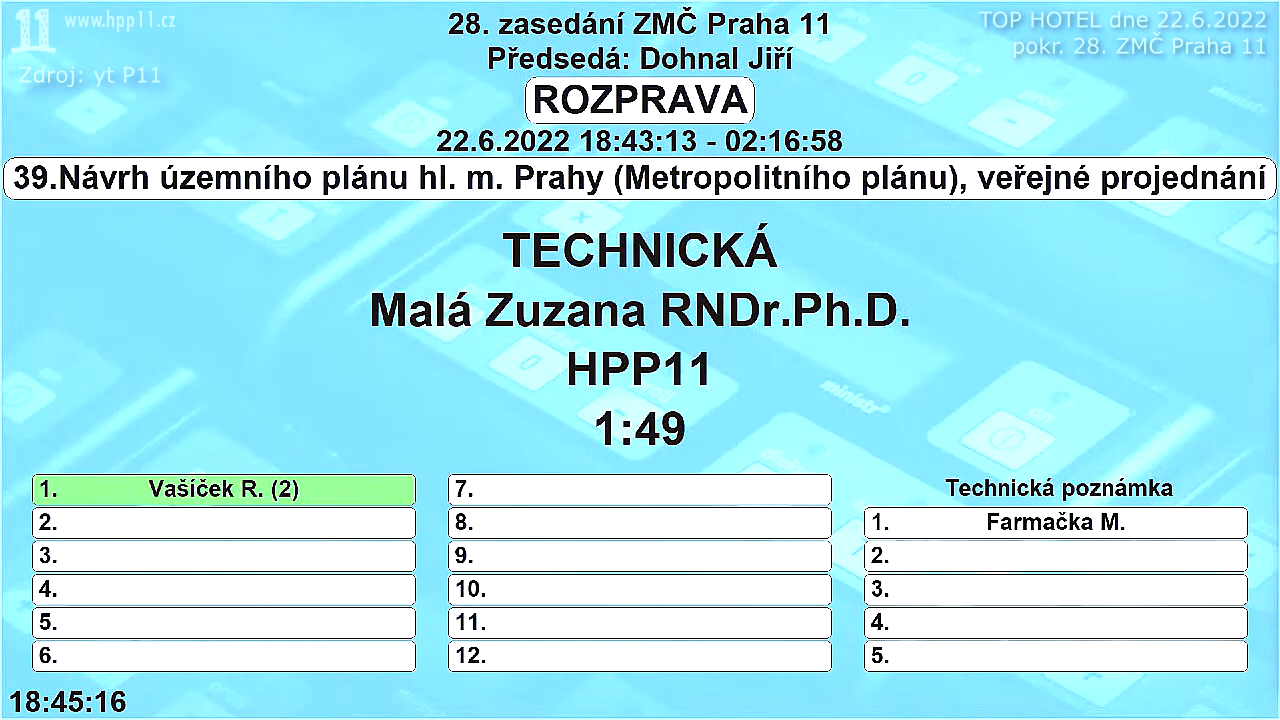 11 www.hpp11.cz
Zdroj: yt P11
28. zasedání ZMČ Praha 11
Předsedá: Dohnal Jiří
TOP HOTEL dne 22.6.2022
pokr. 28. ZMČ Praha 11
ROZPRAVA
22.6.2022 18:43:13 - 02:16:58
39.Návrh územního plánu hl. m. Prahy (Metropolitního plánu), veřejné projednání
TECHNICKÁ
Malá Zuzana RNDr.Ph.D.
HPP11
1:49
1. Vašíček R. (2)
2.
3.
4.
5.
6.
7.
8.
9.
10.
11.
12.
Technická poznámka
1. Farmačka M.
2.
3.
4.
5.
18:45:16